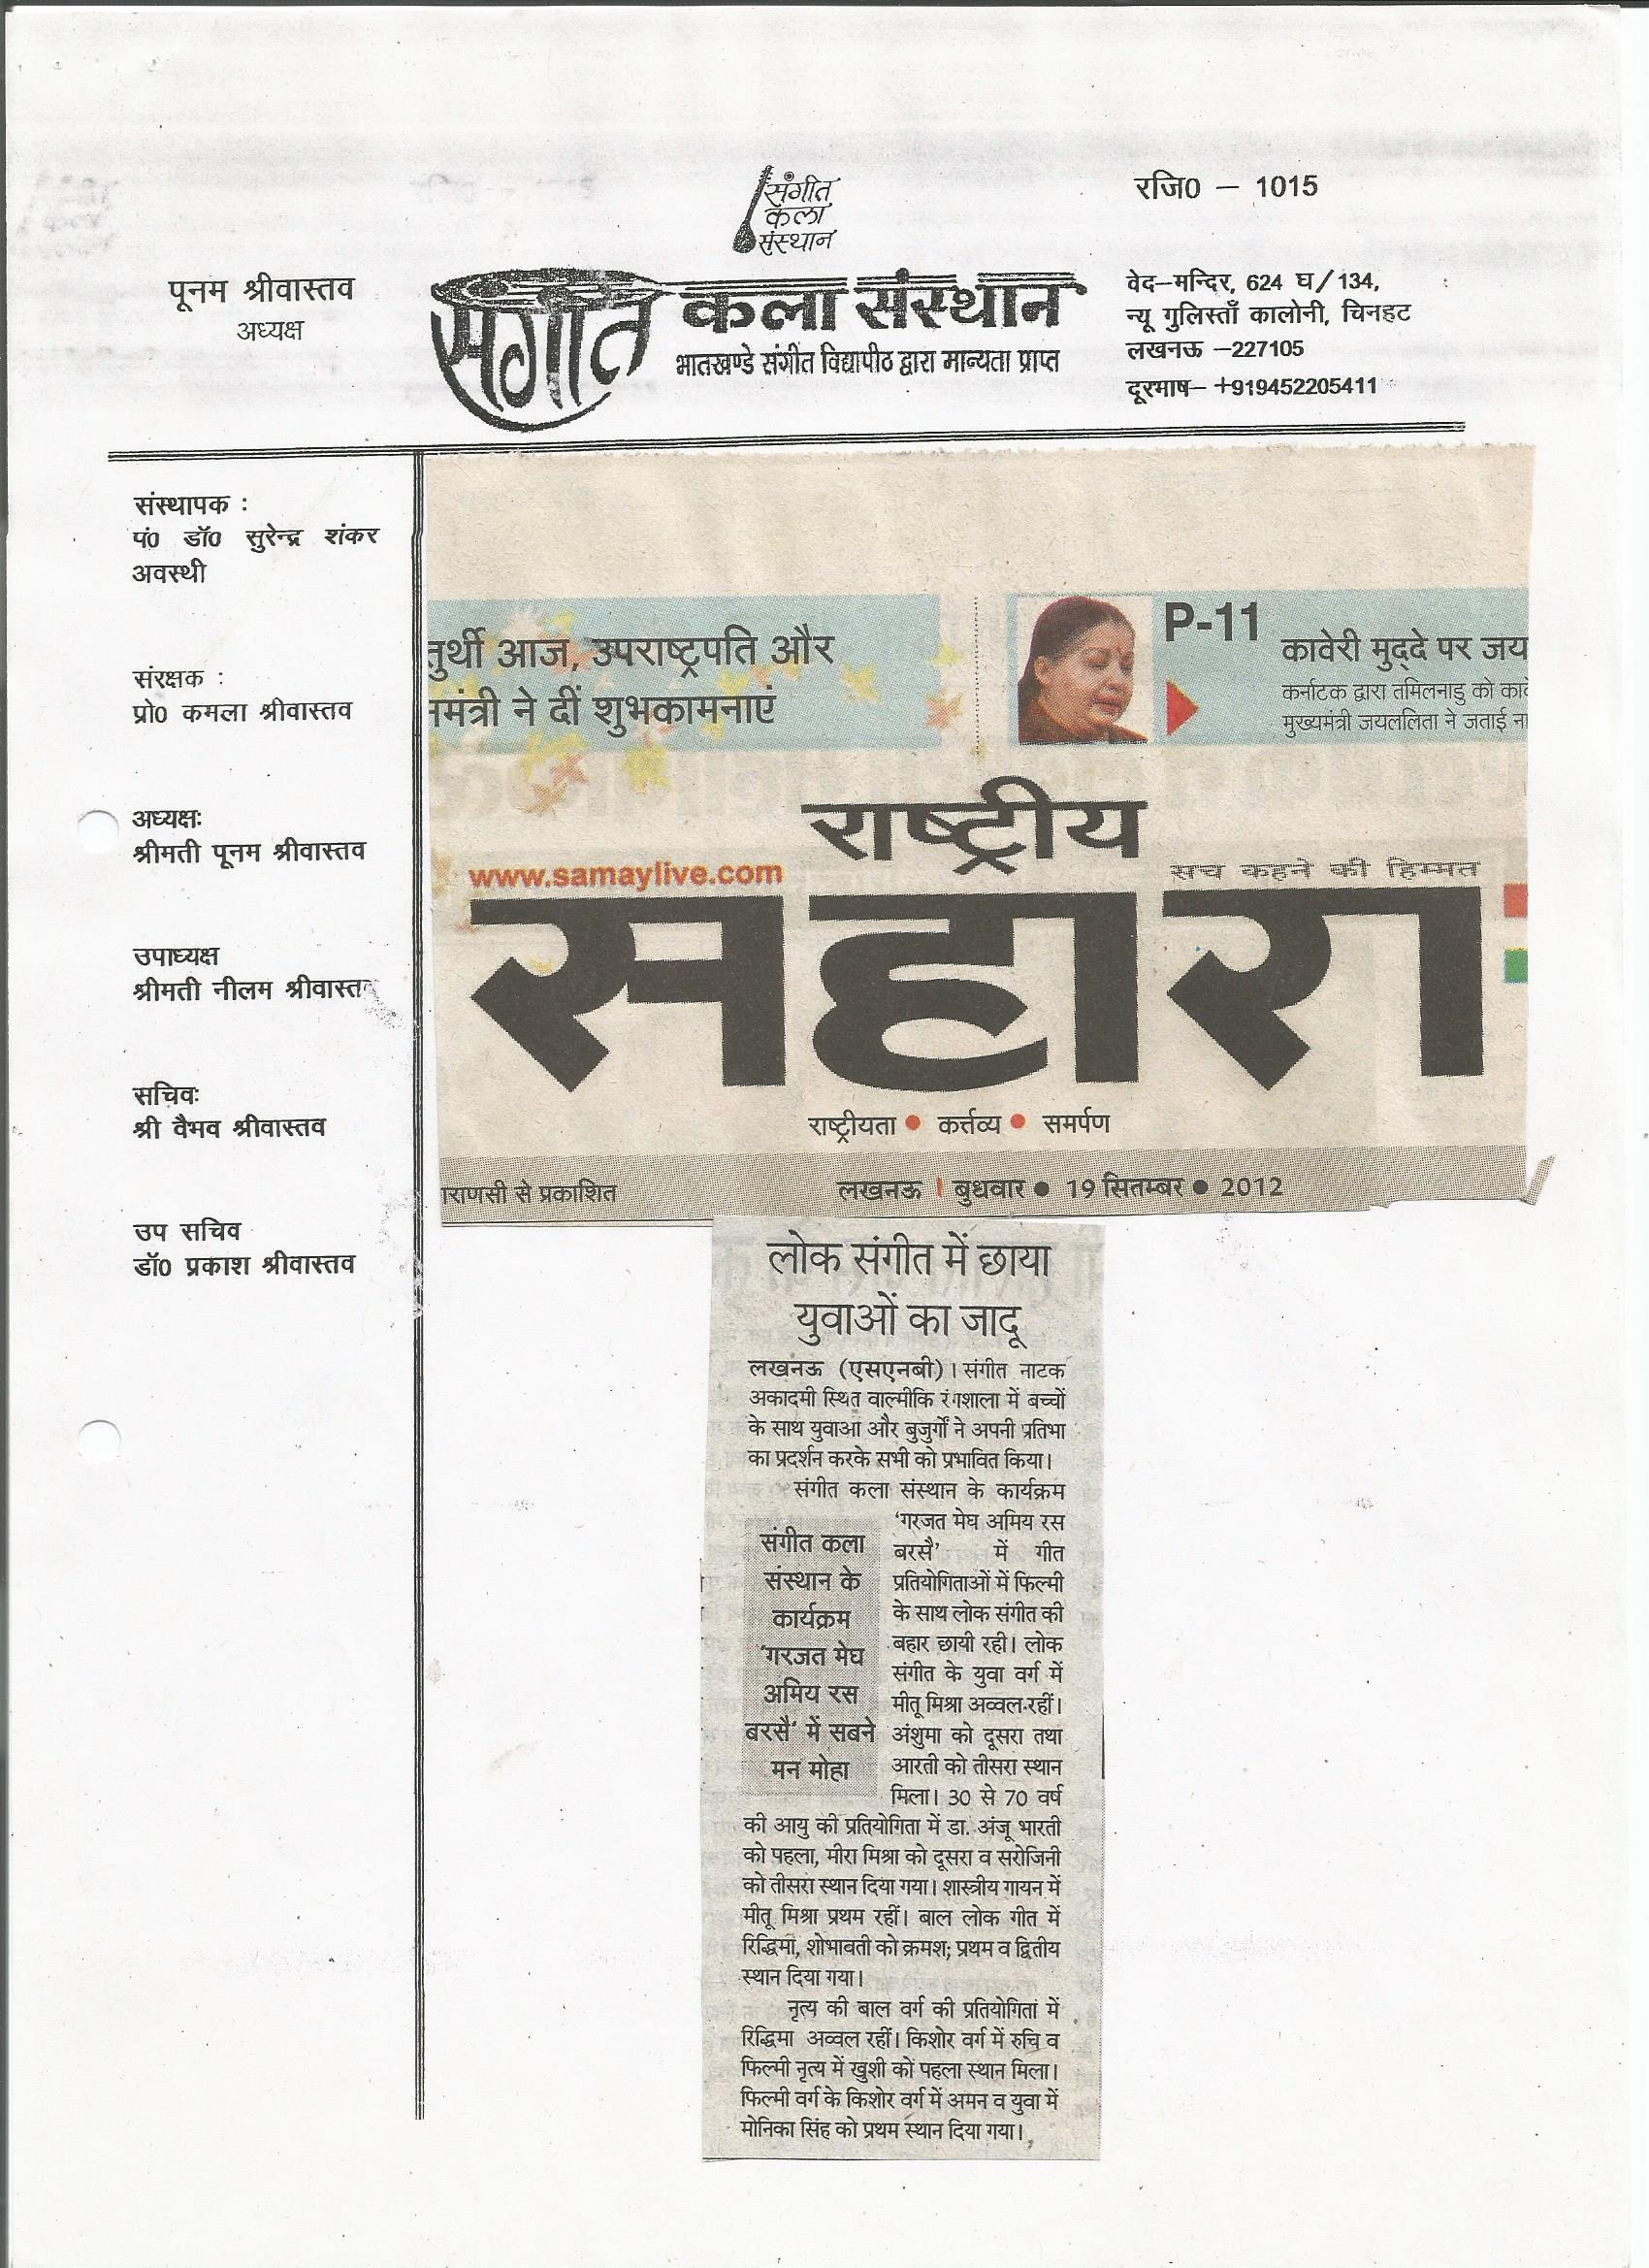 संगीत
कला
संस्थान
रजि0 – 1015
पूनम श्रीवास्तव
अध्यक्ष
संगीत कला संस्थान
भातखण्डे संगीत विद्यापीठ द्वारा मान्यता प्राप्त
वेद–मन्दिर, 624 घ/134,
न्यू गुलिस्ताँ कालोनी, चिनहट
लखनऊ –227105
दूरभाष– +919452205411
संस्थापक :
पं0 डॉ0 सुरेन्द्र शंकर
अवस्थी
संरक्षक :
प्रो0 कमला श्रीवास्तव
अध्यक्षः
श्रीमती पूनम श्रीवास्तव
उपाध्यक्ष
श्रीमती नीलम श्रीवास्त
सचिवः
श्री वैभव श्रीवास्तव
उप सचिव
डॉ0 प्रकाश श्रीवास्तव
तुर्थी आज, उपराष्ट्रपति और
नमंत्री ने दीं शुभकामनाएं
P-11
कावेरी मुद्दे पर जय
कर्नाटक द्वारा तमिलनाडु को कावे
मुख्यमंत्री जयललिता ने जताई ना
राष्ट्रीय
www.samaylive.com
सच कहने की हिम्मत
सहारा
राष्ट्रीयता ● कर्त्तव्य ● समर्पण
ाराणसी से प्रकाशित
लखनऊ | बुधवार ● 19 सितम्बर ● 2012
लोक संगीत में छाया
युवाओं का जादू
लखनऊ (एसएनबी)। संगीत नाटक
अकादमी स्थित वाल्मीकि रंगशाला में बच्चों
के साथ युवाओं और बुजुर्गों ने अपनी प्रतिभा
का प्रदर्शन करके सभी को प्रभावित किया।
संगीत कला संस्थान के कार्यक्रम
'गरजत मेघ अमिय रस
बरसै' में गीत
प्रतियोगिताओं में फिल्मी
के साथ लोक संगीत की
बहार छायी रही। लोक
संगीत के युवा वर्ग में
मीतू मिश्रा अव्वल रहीं।
अंशुमा को दूसरा तथा
आरती को तीसरा स्थान
मिला। 30 से 70 वर्ष
संगीत कला
संस्थान के
कार्यक्रम
'गरजत मेघ
अमिय रस
बरसै' में सबने
मन मोहा
की आयु की प्रतियोगिता में डा. अंजू भारती
को पहला, मीरा मिश्रा को दूसरा व सरोजिनी
को तीसरा स्थान दिया गया। शास्त्रीय गायन में
मीतू मिश्रा प्रथम रहीं। बाल लोक गीत में
रिद्धिमा, शोभावती को क्रमश; प्रथम व द्वितीय
स्थान दिया गया।
नृत्य की बाल वर्ग की प्रतियोगिता में
रिद्धिमा अव्वल रहीं। किशोर वर्ग में रुचि व
फिल्मी नृत्य में खुशी को पहला स्थान मिला।
फिल्मी वर्ग के किशोर वर्ग में अमन व युवा में
मोनिका सिंह को प्रथम स्थान दिया गया।